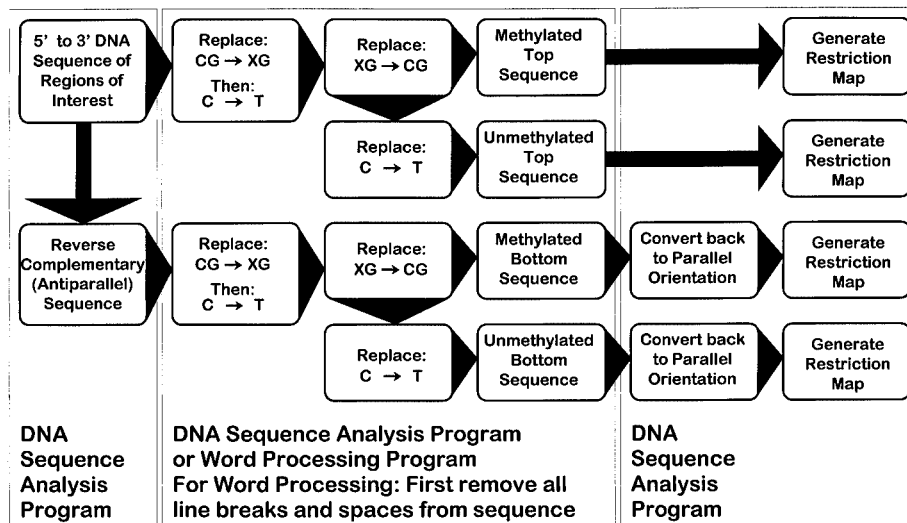 5' to 3' DNA
Sequence of
Regions of
Interest
Replace:
CG → XG
Then:
C → T
Replace:
XG → CG
Methylated
Top
Sequence
Generate
Restriction
Map
Replace:
C → T
Unmethylated
Top
Sequence
Generate
Restriction
Map
Reverse
Complementary
(Antiparallel)
Sequence
Replace:
CG → XG
Then:
C → T
Replace:
XG → CG
Methylated
Bottom
Sequence
Convert back
to Parallel
Orientation
Generate
Restriction
Map
Replace:
C → T
Unmethylated
Bottom
Sequence
Convert back
to Parallel
Orientation
Generate
Restriction
Map
DNA
Sequence
Analysis
Program
DNA Sequence Analysis Program
or Word Processing Program
For Word Processing: First remove all
line breaks and spaces from sequence
DNA
Sequence
Analysis
Program